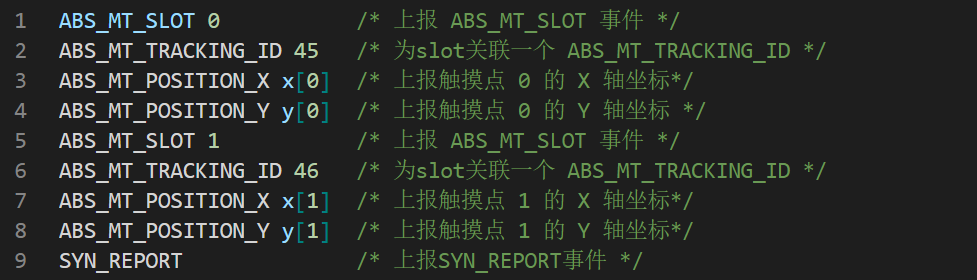 1 ABS_MT_SLOT 0 /* 上报 ABS_MT_SLOT 事件 */
2 ABS_MT_TRACKING_ID 45 /* 为slot关联一个 ABS_MT_TRACKING_ID */
3 ABS_MT_POSITION_X x[0] /* 上报触摸点 0 的 X 轴坐标*/
4 ABS_MT_POSITION_Y y[0] /* 上报触摸点 0 的 Y 轴坐标 */
5 ABS_MT_SLOT 1 /* 上报 ABS_MT_SLOT 事件 */
6 ABS_MT_TRACKING_ID 46 /* 为slot关联一个 ABS_MT_TRACKING_ID */
7 ABS_MT_POSITION_X x[1] /* 上报触摸点 1 的 X 轴坐标*/
8 ABS_MT_POSITION_Y y[1] /* 上报触摸点 1 的 Y 轴坐标*/
9 SYN_REPORT /* 上报SYN_REPORT事件 */